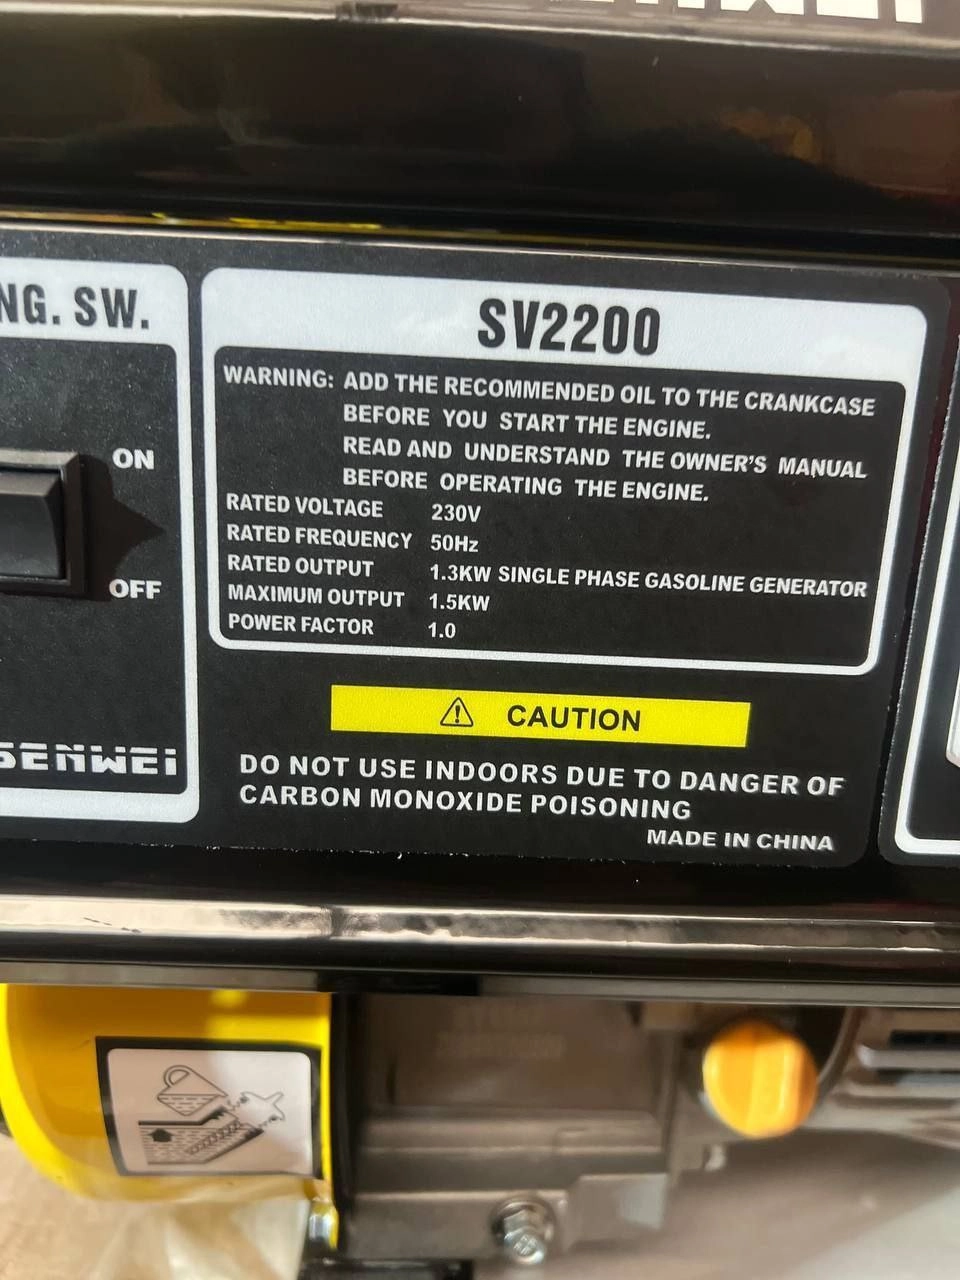 NG. SW.
ON
OFF
SENWEI
SV2200
WARNING: ADD THE RECOMMENDED OIL TO THE CRANKCASE
BEFORE YOU START THE ENGINE.
READ AND UNDERSTAND THE OWNER'S MANUAL
BEFORE OPERATING THE ENGINE.
RATED VOLTAGE 230V
RATED FREQUENCY 50Hz
RATED OUTPUT 1.3KW SINGLE PHASE GASOLINE GENERATOR
MAXIMUM OUTPUT 1.5KW
POWER FACTOR 1.0
CAUTION
DO NOT USE INDOORS DUE TO DANGER OF
CARBON MONOXIDE POISONING
MADE IN CHINA